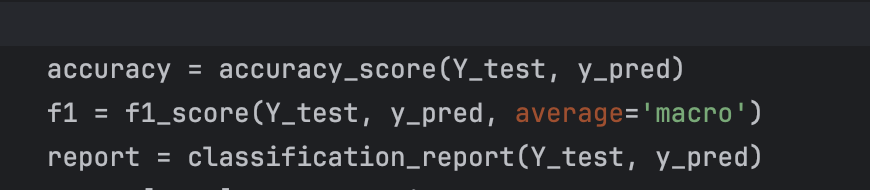 accuracy = accuracy_score(Y_test, y_pred)
f1 = f1_score(Y_test, y_pred, average='macro')
report = classification_report(Y_test, y_pred)